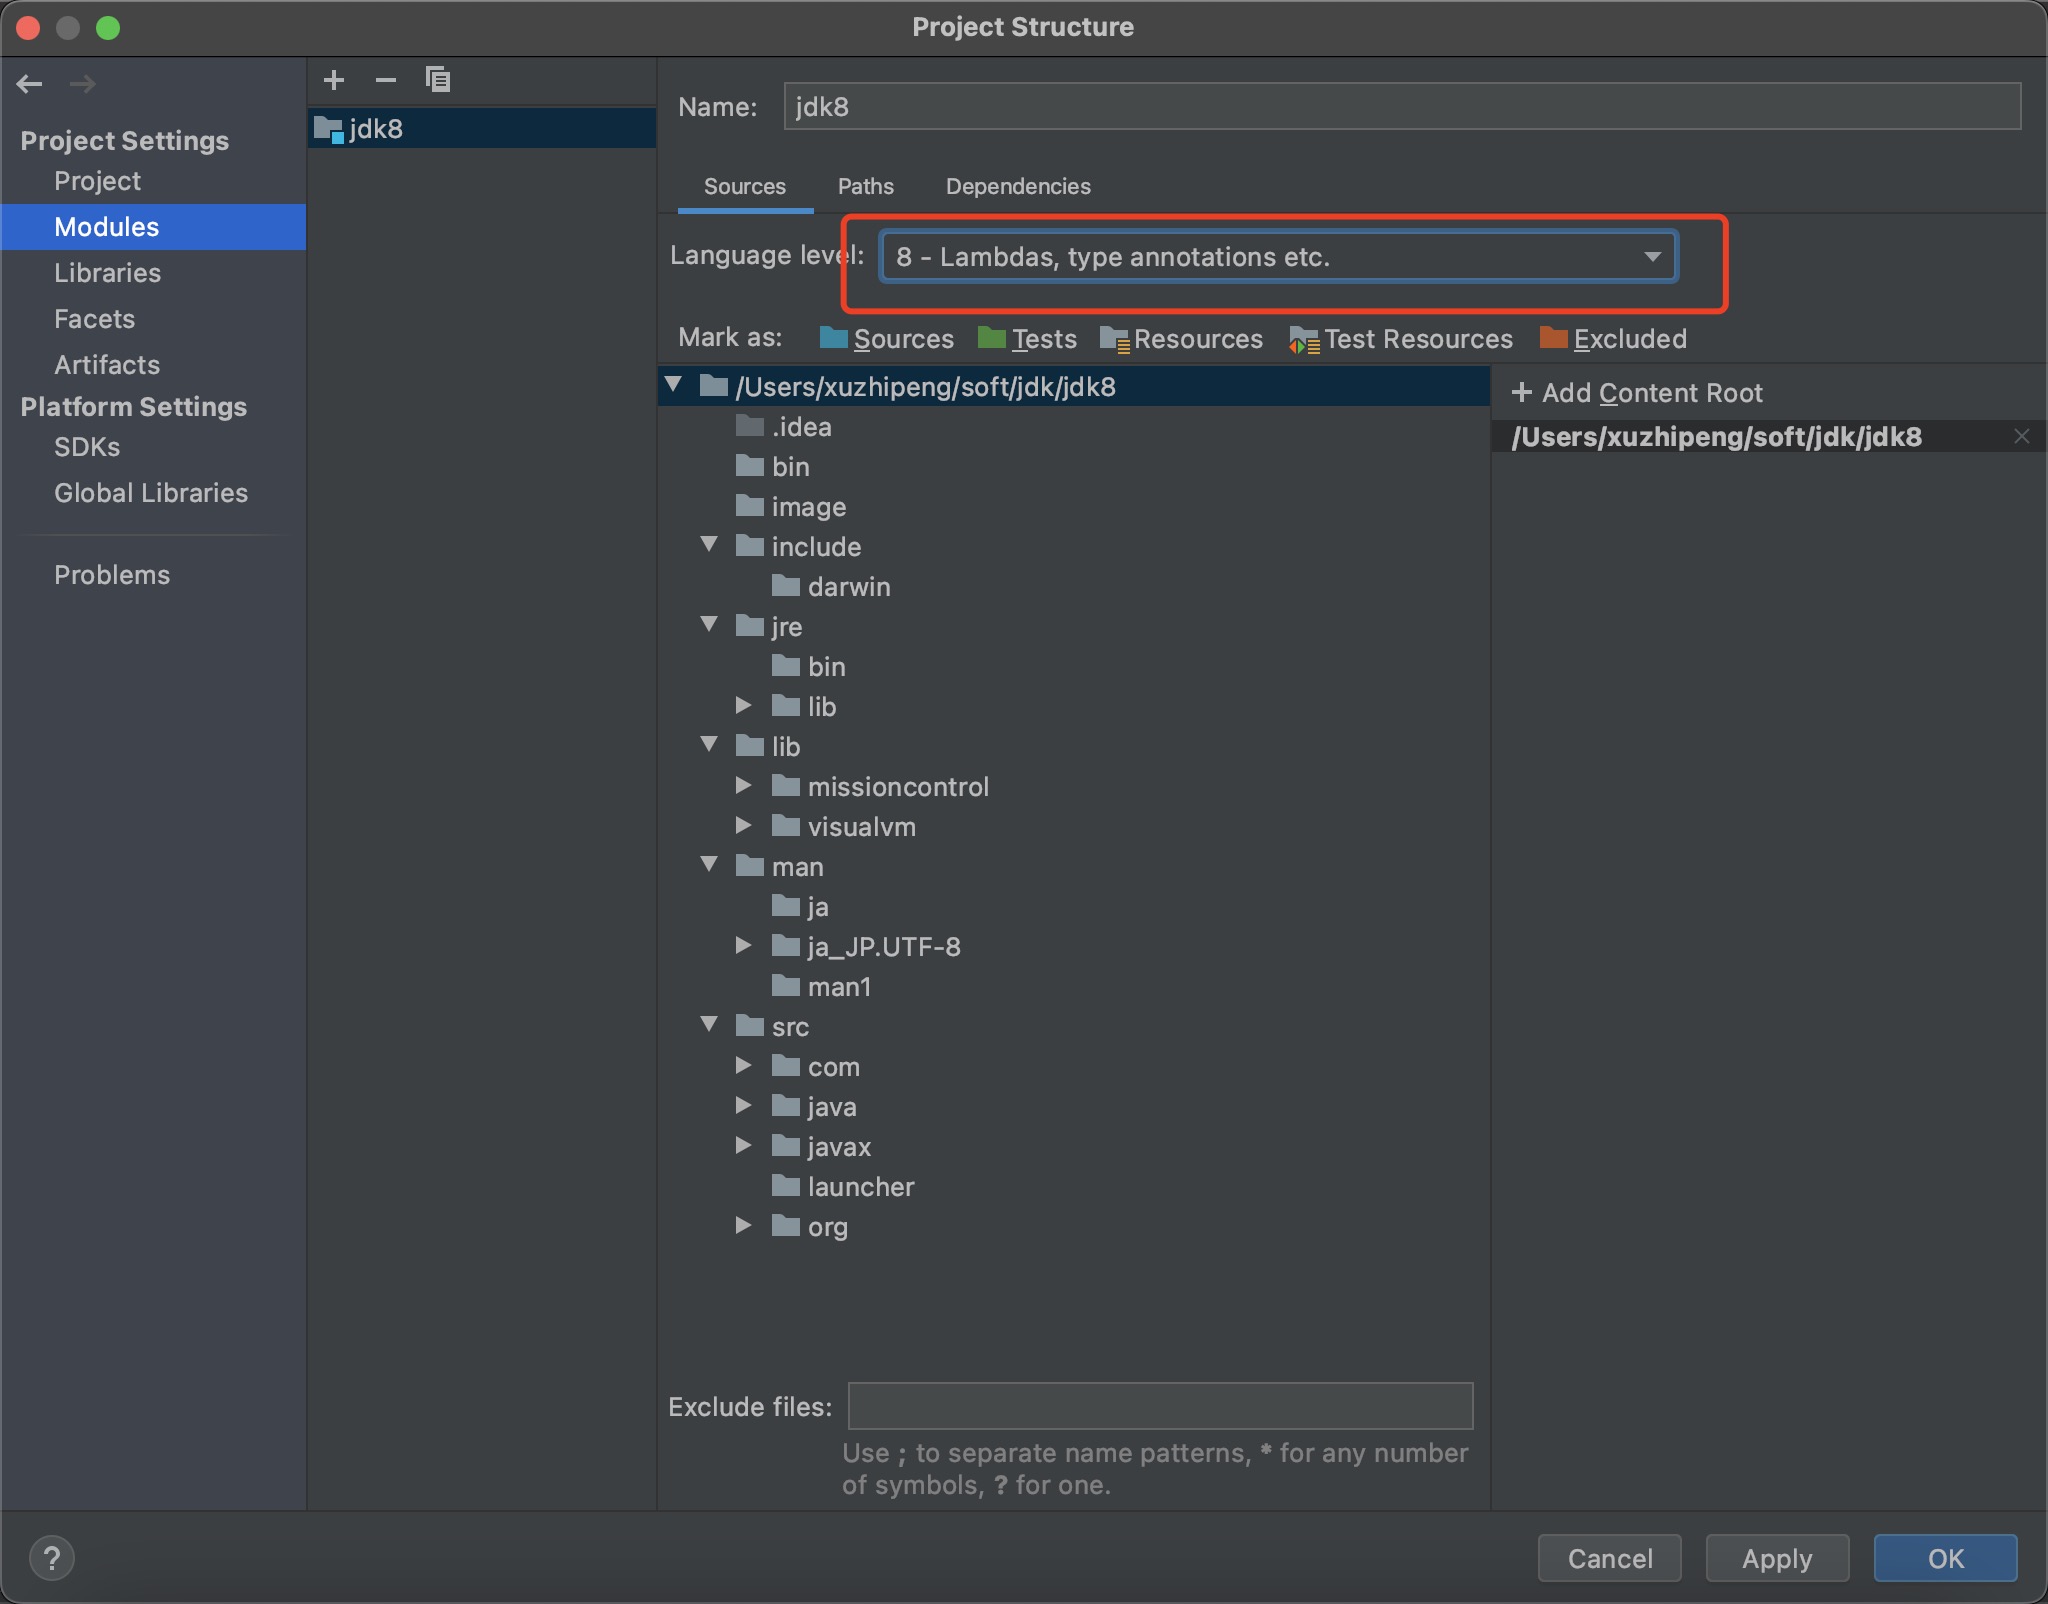 Project Structure
Project Settings
Project
Modules
Libraries
Facets
Artifacts
Platform Settings
SDKs
Global Libraries
Problems
jdk8
Name: jdk8
Sources Paths Dependencies
Language level: 8 - Lambdas, type annotations etc.
Mark as: Sources Tests Resources Test Resources Excluded
/Users/xuzhipeng/soft/jdk/jdk8
.idea
bin
image
include
darwin
jre
bin
lib
lib
missioncontrol
visualvm
man
ja
ja_JP.UTF-8
man1
src
com
java
javax
launcher
org
+ Add Content Root
/Users/xuzhipeng/soft/jdk/jdk8
Exclude files:
Use ; to separate name patterns, * for any number
of symbols, ? for one.
?
Cancel Apply OK